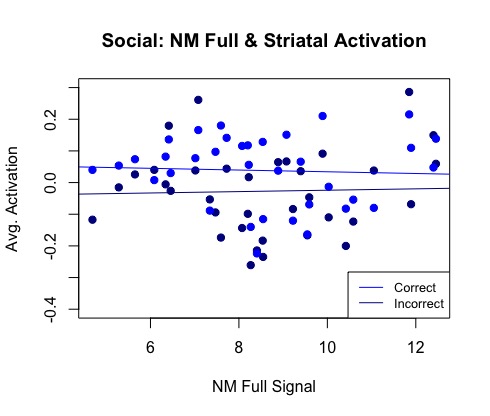 Social: NM Full & Striatal Activation
Avg. Activation
0.2
0.0
-0.2
-0.4
Correct
Incorrect
6 8 10 12
NM Full Signal